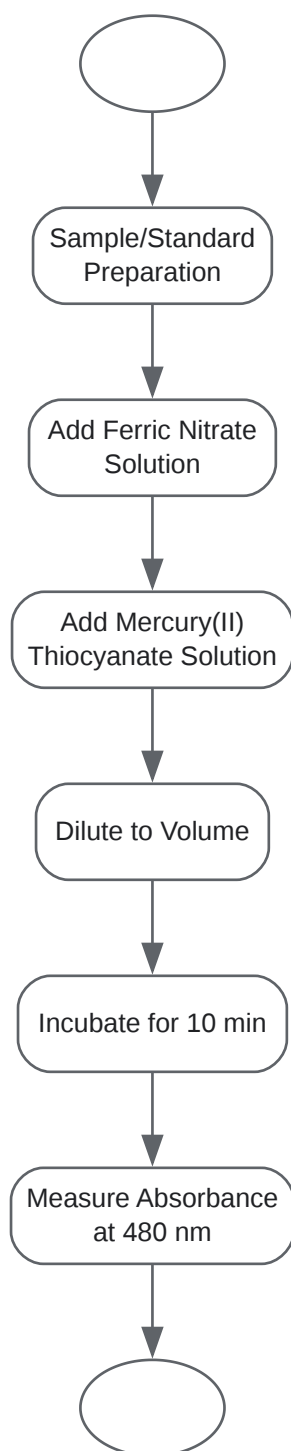 Sample/Standard
Preparation
Add Ferric Nitrate
Solution
Add Mercury(II)
Thiocyanate Solution
Dilute to Volume
Incubate for 10 min
Measure Absorbance
at 480 nm